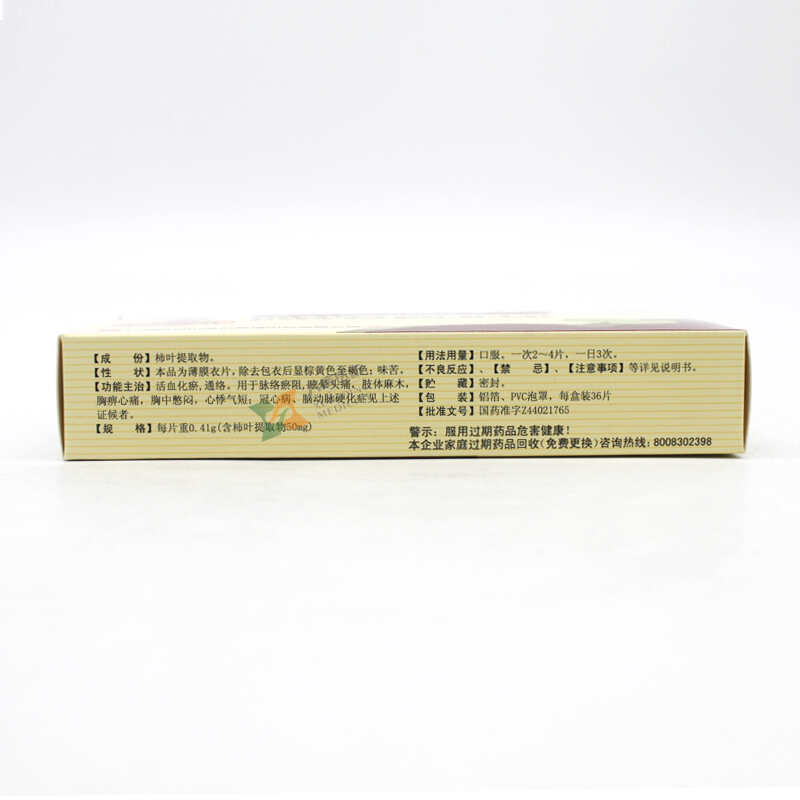 【成　份】柿叶提取物。
【性　状】本品为薄膜衣片，除去包衣后显棕黄色至褐色；味苦。
【功能主治】活血化瘀，通络。用于脉络瘀阻，眩晕头痛，肢体麻木，
胸痹心痛，胸中憋闷，心悸气短；冠心病、脑动脉硬化症见上述
证候者。
【规　格】每片重0.41g(含柿叶提取物50mg)
【用法用量】口服。一次2～4片，一日3次。
【不良反应】、【禁　忌】、【注意事项】等详见说明书。
【贮　藏】密封。
【包　装】铝箔、PVC泡罩，每盒装36片
【批准文号】国药准字Z44021765
警示：服用过期药品危害健康！
本企业家庭过期药品回收(免费更换)咨询热线：8008302398